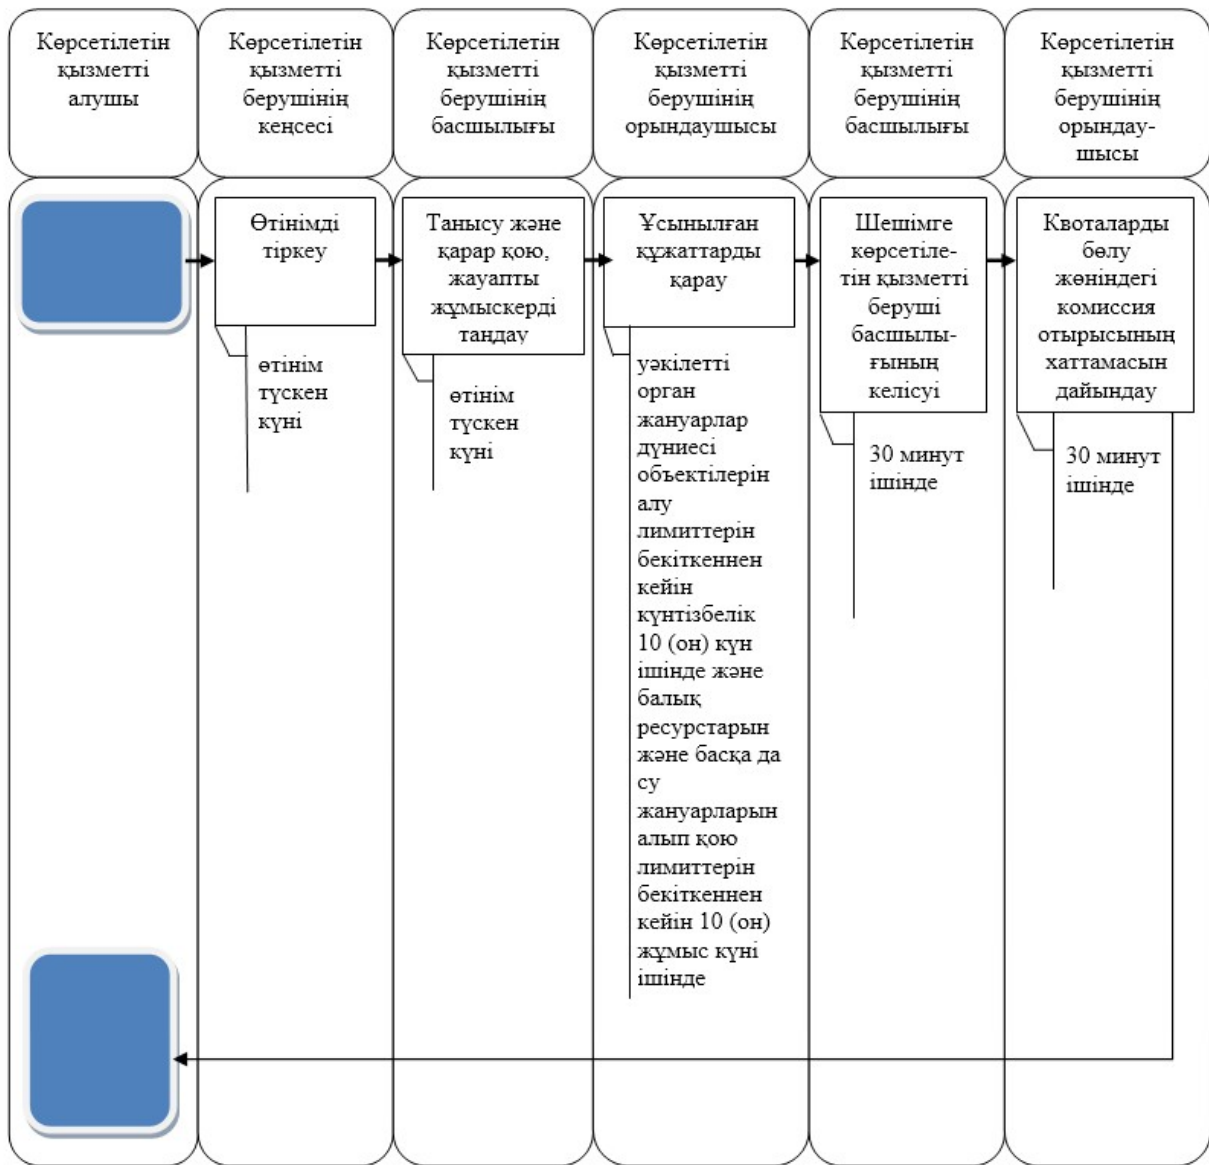 Көрсетілетін
қызметті
алушы
Көрсетілетін
қызметті
берушінің
кеңсесі
Көрсетілетін
қызметті
берушінің
басшылығы
Көрсетілетін
қызметті
берушінің
орындаушысы
Көрсетілетін
қызметті
берушінің
басшылығы
Көрсетілетін
қызметті
берушінің
орындау-
шысы
Өтінімді
тіркеу
өтінім
түскен
күні
Танысу және
қарар қою,
жауапты
жұмыскерді
таңдау
өтінім
түскен
күні
Ұсынылған
құжаттарды
қарау
уәкілетті
орган
жануарлар
дүниесі
объектілерін
алу
лимиттерін
бекіткеннен
кейін
күнтізбелік
10 (он) күн
ішінде және
балық
ресурстарын
және басқа да
су
жануарларын
алып қою
лимиттерін
бекіткеннен
кейін 10 (он)
жұмыс күні
ішінде
Шешімге
көрсетіле-
тін қызметті
беруші
басшылы-
ғының
келісуі
30 минут
ішінде
Квоталарды
бөлу
жөніндегі
комиссия
отырысының
хаттамасын
дайындау
30 минут
ішінде